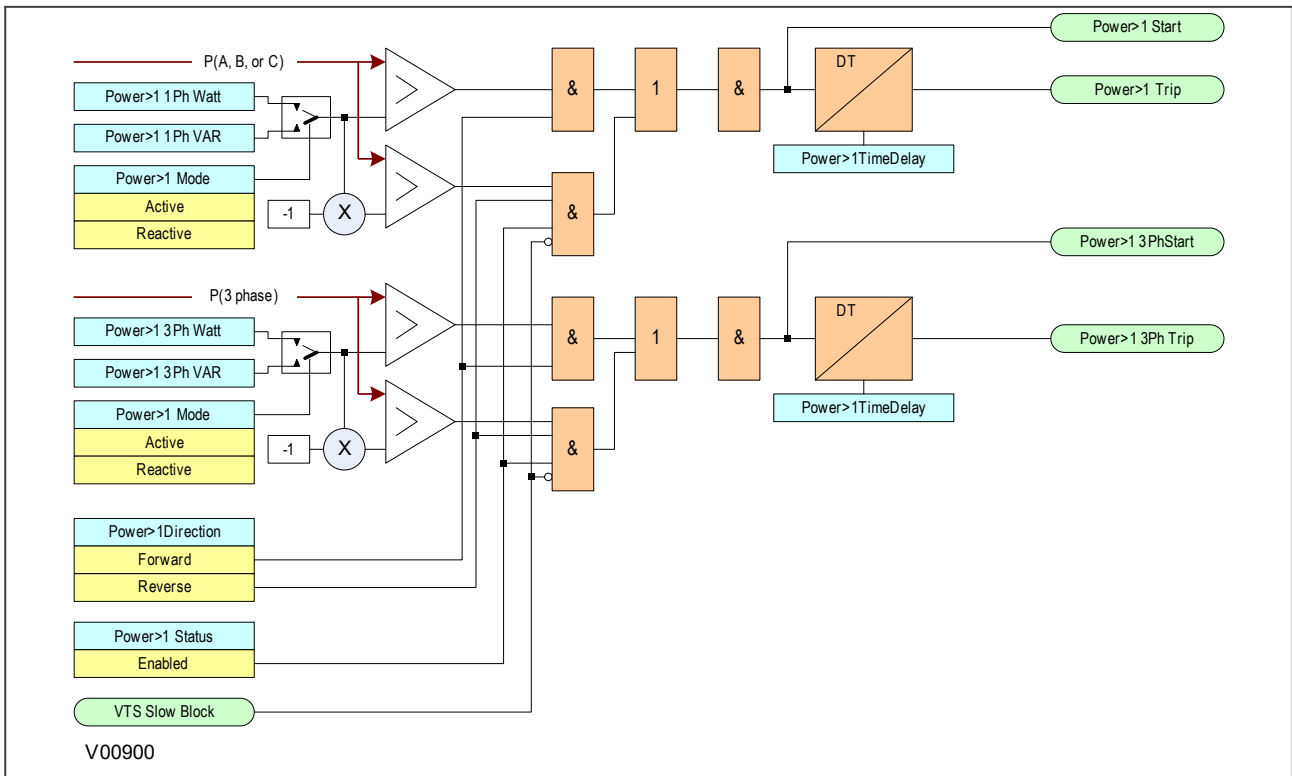 Power>1 Start
P(A, B, or C)
DT
Power>1 1Ph Watt
>
&
1
&
Power>1 Trip
Power>1 1Ph VAR
Power>1TimeDelay
Power>1 Mode
>
Active
-1
X
&
Reactive
Power>1 3PhStart
P(3 phase)
DT
Power>1 3Ph Watt
>
&
1
&
Power>1 3Ph Trip
Power>1 3Ph VAR
Power>1TimeDelay
Power>1 Mode
>
Active
-1
X
&
Reactive
Power>1Direction
Forward
Reverse
Power>1 Status
Enabled
VTS Slow Block
V00900